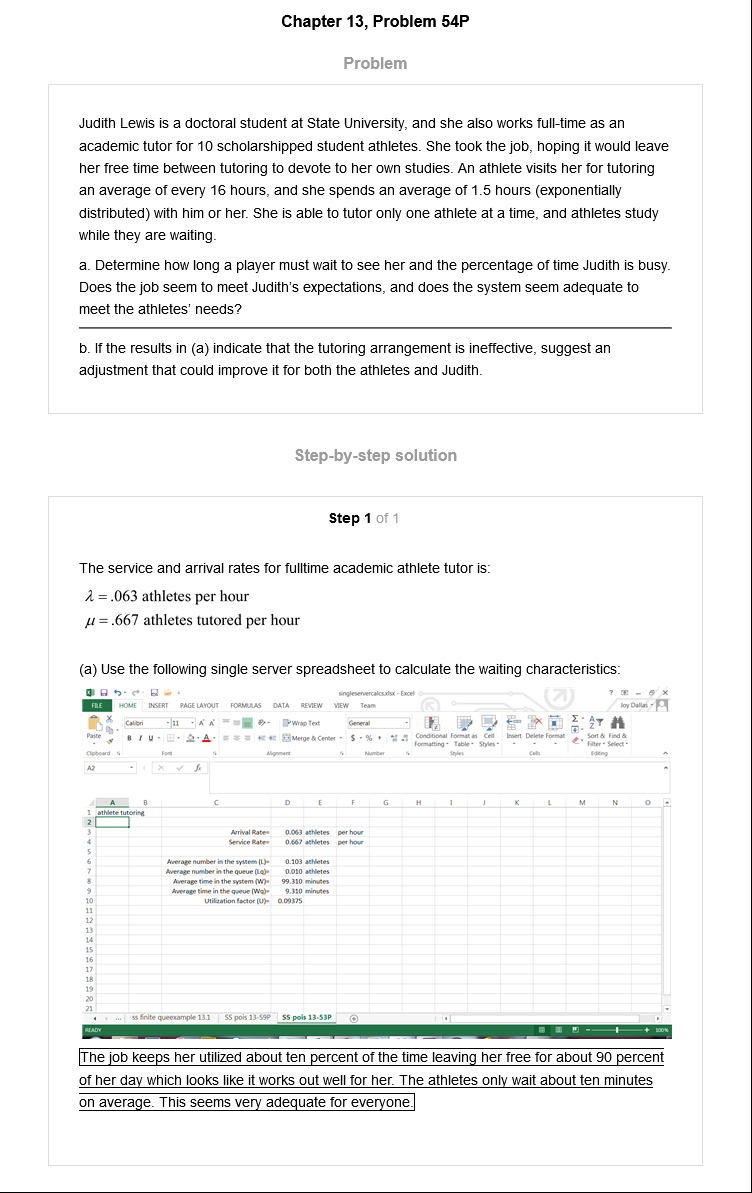 Chapter 13, Problem 54P
Problem
Judith Lewis is a doctoral student at State University, and she also works full-time as an
academic tutor for 10 scholarshipped student athletes. She took the job, hoping it would leave
her free time between tutoring to devote to her own studies. An athlete visits her for tutoring
an average of every 16 hours, and she spends an average of 1.5 hours (exponentially
distributed) with him or her. She is able to tutor only one athlete at a time, and athletes study
while they are waiting.
a. Determine how long a player must wait to see her and the percentage of time Judith is busy.
Does the job seem to meet Judith's expectations, and does the system seem adequate to
meet the athletes' needs?
b. If the results in (a) indicate that the tutoring arrangement is ineffective, suggest an
adjustment that could improve it for both the athletes and Judith.
Step-by-step solution
Step 1 of 1
The service and arrival rates for fulltime academic athlete tutor is:
λ = .063 athletes per hour
μ = .667 athletes tutored per hour
(a) Use the following single server spreadsheet to calculate the waiting characteristics:
singleservercalcs.xlsx - Excel
FILE HOME INSERT PAGE LAYOUT FORMULAS DATA REVIEW VIEW Team Joy Dallas
Calibri 11 Wrap Text General
Paste B I U Merge & Center $ % , Conditional Format as Cell Insert Delete Format Sort & Find &
Formatting Table Styles Filter Select
Clipboard Font Alignment Number Styles Cells Editing
A2 fx
A B C D E F G H I J K L M N O
1 athlete tutoring
2
3 Arrival Rate= 0.063 athletes per hour
4 Service Rate= 0.667 athletes per hour
5
6 Average number in the system (L)= 0.103 athletes
7 Average number in the queue (Lq)= 0.010 athletes
8 Average time in the system (W)= 99.310 minutes
9 Average time in the queue (Wq)= 9.310 minutes
10 Utilization factor (U)= 0.09375
11
12
13
14
15
16
17
18
19
20
21
... ss finite queexample 13.1 SS pois 13-59P SS pois 13-53P
READY 100%
The job keeps her utilized about ten percent of the time leaving her free for about 90 percent
of her day which looks like it works out well for her. The athletes only wait about ten minutes
on average. This seems very adequate for everyone.